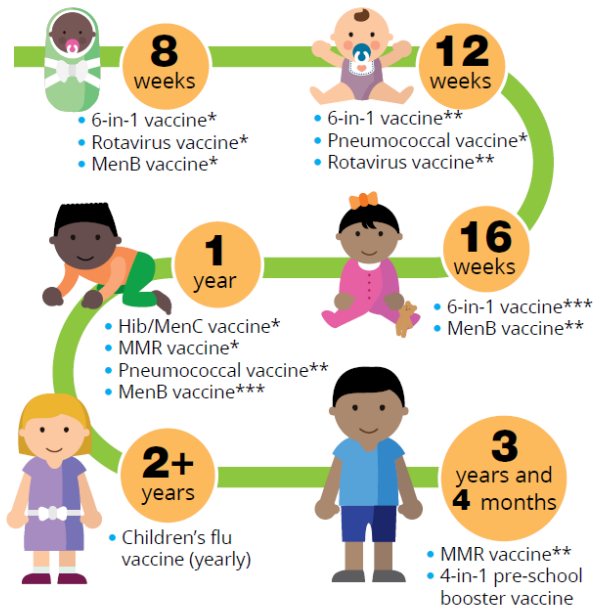 8
weeks
• 6-in-1 vaccine*
• Rotavirus vaccine*
• MenB vaccine*
12
weeks
• 6-in-1 vaccine**
• Pneumococcal vaccine*
• Rotavirus vaccine**
16
weeks
• 6-in-1 vaccine***
• MenB vaccine**
1
year
• Hib/MenC vaccine*
• MMR vaccine*
• Pneumococcal vaccine**
• MenB vaccine***
2+
years
• Children’s flu
vaccine (yearly)
3
years and
4 months
• MMR vaccine**
• 4-in-1 pre-school
booster vaccine